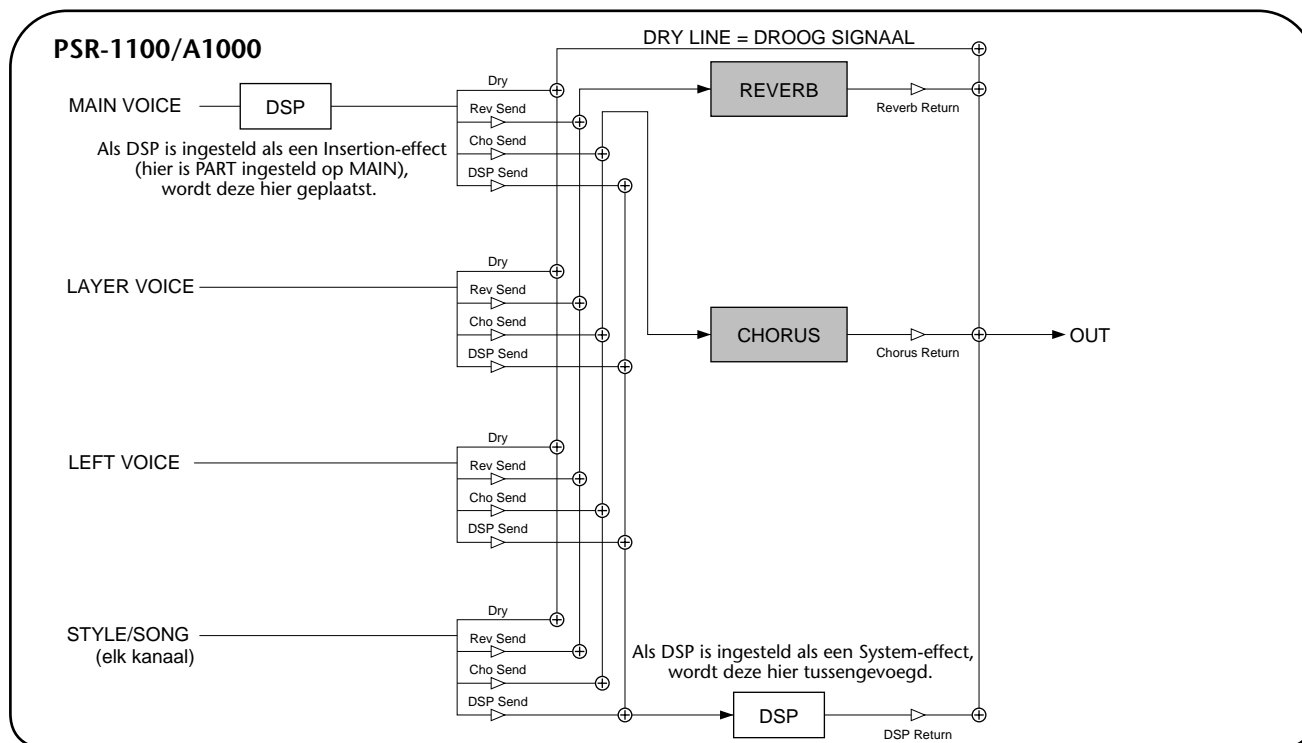 PSR-1100/A1000
DRY LINE = DROOG SIGNAAL
MAIN VOICE
DSP
Dry
Rev Send
Cho Send
DSP Send
REVERB
Reverb Return
Als DSP is ingesteld als een Insertion-effect
(hier is PART ingesteld op MAIN),
wordt deze hier geplaatst.
LAYER VOICE
Dry
Rev Send
Cho Send
DSP Send
CHORUS
Chorus Return
OUT
LEFT VOICE
Dry
Rev Send
Cho Send
DSP Send
STYLE/SONG
(elk kanaal)
Dry
Rev Send
Cho Send
DSP Send
Als DSP is ingesteld als een System-effect,
wordt deze hier tussengevoegd.
DSP
DSP Return